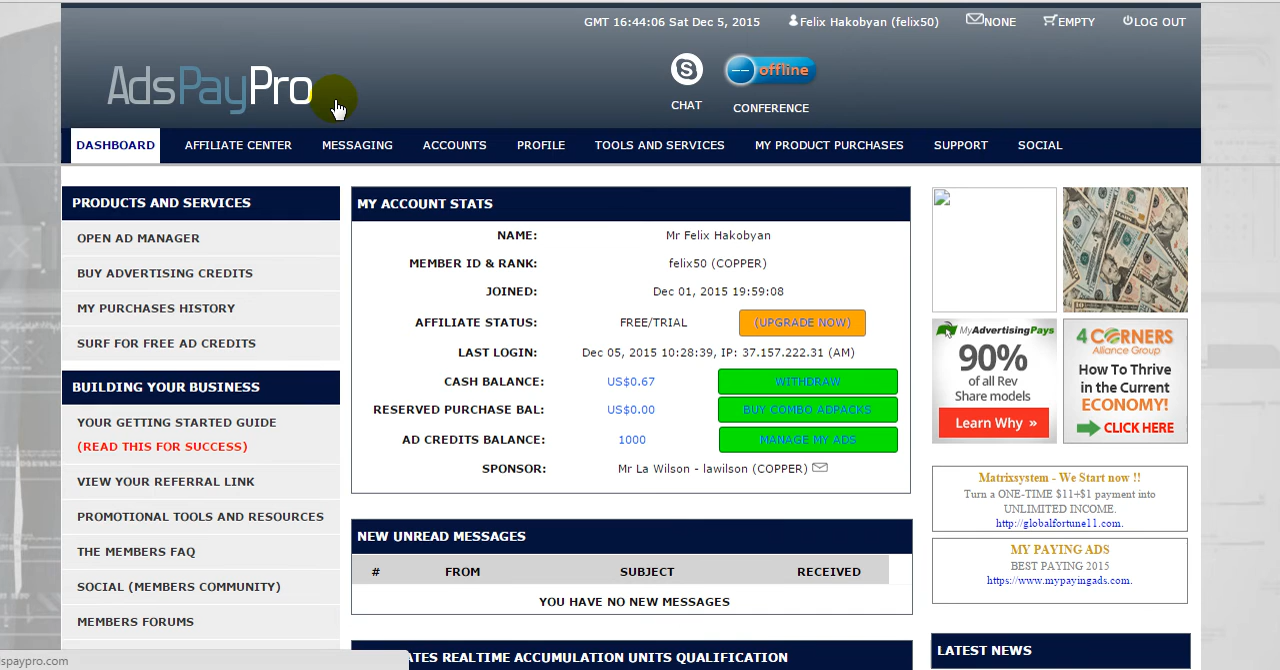 GMT 16:44:06 Sat Dec 5, 2015
Felix Hakobyan (felix50)
NONE
EMPTY
LOG OUT
AdsPayPro
CHAT
offline
CONFERENCE
DASHBOARD
AFFILIATE CENTER
MESSAGING
ACCOUNTS
PROFILE
TOOLS AND SERVICES
MY PRODUCT PURCHASES
SUPPORT
SOCIAL
PRODUCTS AND SERVICES
OPEN AD MANAGER
BUY ADVERTISING CREDITS
MY PURCHASES HISTORY
SURF FOR FREE AD CREDITS
BUILDING YOUR BUSINESS
YOUR GETTING STARTED GUIDE
(READ THIS FOR SUCCESS)
VIEW YOUR REFERRAL LINK
PROMOTIONAL TOOLS AND RESOURCES
THE MEMBERS FAQ
SOCIAL (MEMBERS COMMUNITY)
MEMBERS FORUMS
MY ACCOUNT STATS
NAME: Mr Felix Hakobyan
MEMBER ID & RANK: felix50 (COPPER)
JOINED: Dec 01, 2015 19:59:08
AFFILIATE STATUS: FREE/TRIAL (UPGRADE NOW)
LAST LOGIN: Dec 05, 2015 10:28:39, IP: 37.157.222.31 (AM)
CASH BALANCE: US$0.67 WITHDRAW
RESERVED PURCHASE BAL: US$0.00 BUY COMBO ADPACKS
AD CREDITS BALANCE: 1000 MANAGE MY ADS
SPONSOR: Mr La Wilson - lawilson (COPPER)
NEW UNREAD MESSAGES
# FROM SUBJECT RECEIVED
YOU HAVE NO NEW MESSAGES
ATES REALTIME ACCUMULATION UNITS QUALIFICATION
MyAdvertisingPays
90%
of all Rev
Share models
Learn Why »
4 CORNERS
Alliance Group
How To Thrive
in the Current
ECONOMY!
CLICK HERE
Matrixsystem - We Start now !!
Turn a ONE-TIME $11+$1 payment into
UNLIMITED INCOME.
http://globalfortune11.com.
MY PAYING ADS
BEST PAYING 2015
https://www.mypayingads.com.
LATEST NEWS
spaypro.com